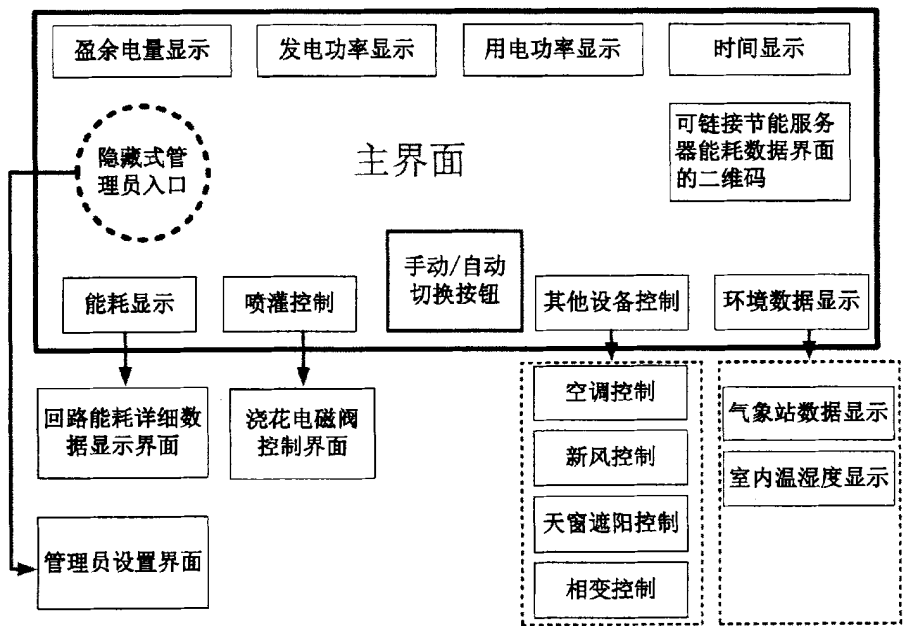 盈余电量显示
发电功率显示
用电功率显示
时间显示
隐藏式管
理员入口
主界面
可链接节能服务
器能耗数据界面
的二维码
手动/自动
切换按钮
能耗显示
喷灌控制
其他设备控制
环境数据显示
回路能耗详细数
据显示界面
浇花电磁阀
控制界面
空调控制
新风控制
天窗遮阳控制
相变控制
气象站数据显示
室内温湿度显示
管理员设置界面